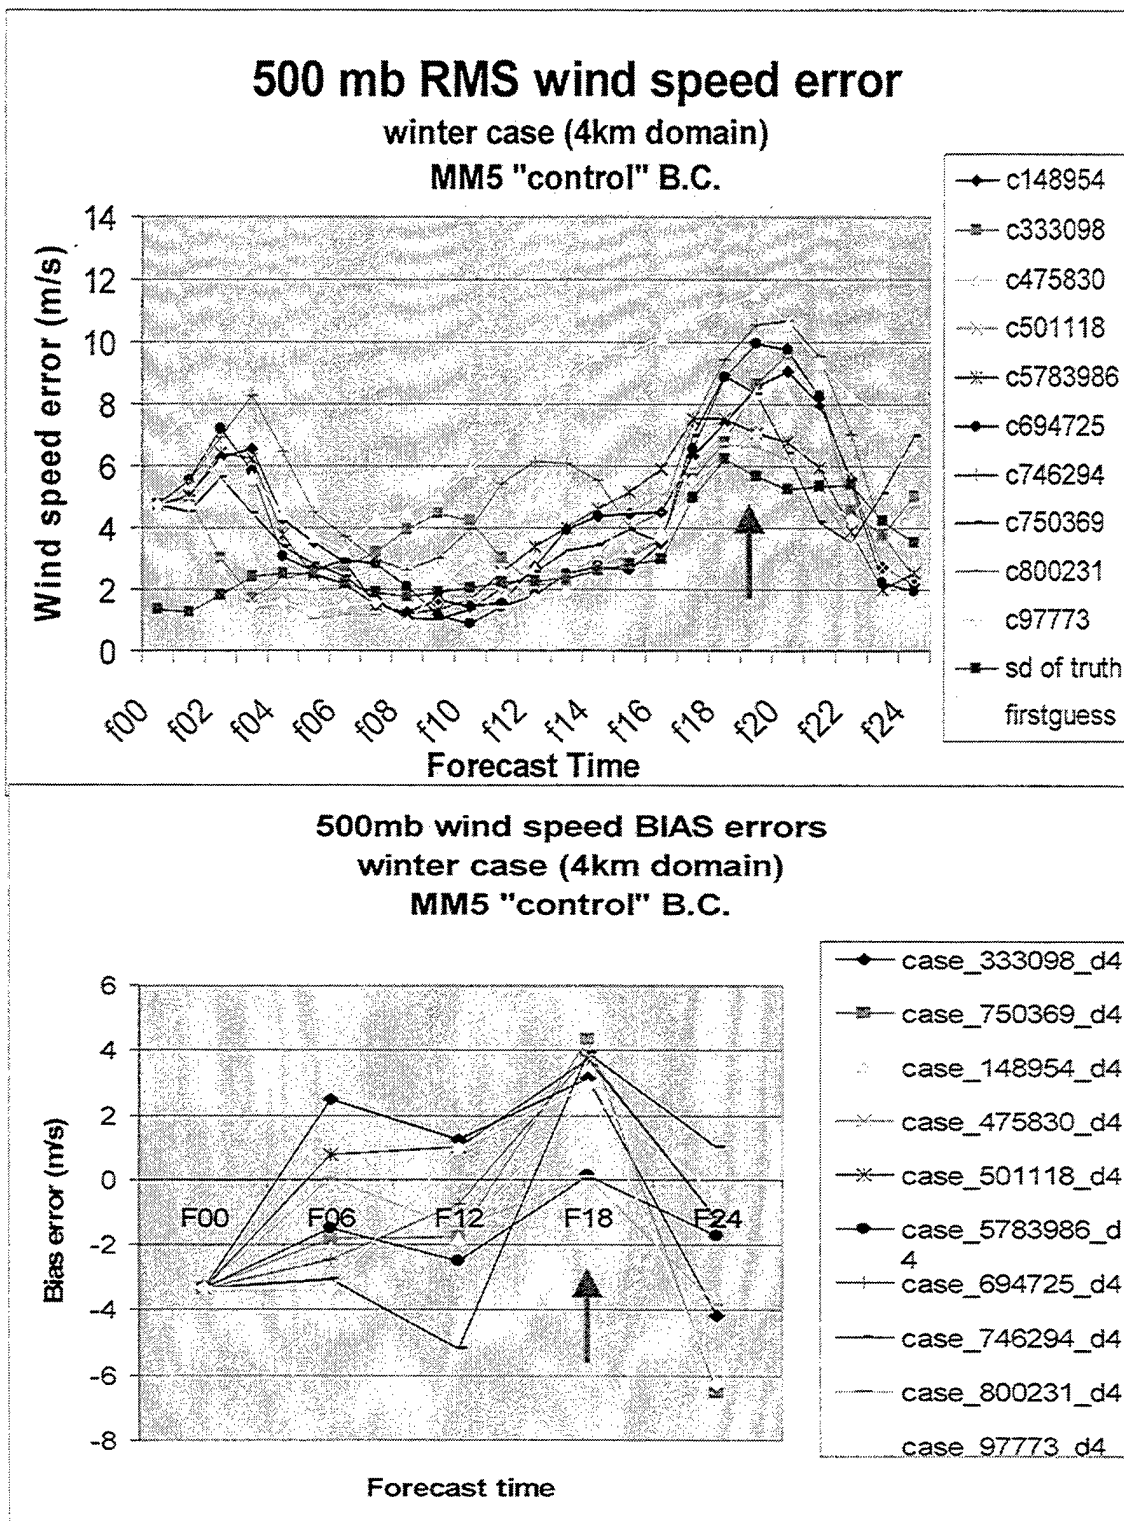 500 mb RMS wind speed error
winter case (4km domain)
MM5 "control" B.C.
Wind speed error (m/s)
14
12
10
8
6
4
2
0
f00
f02
f04
f06
f08
f10
f12
f14
f16
f18
f20
f22
f24
Forecast Time
c148954
c333098
c475830
c501118
c5783986
c694725
c746294
c750369
c800231
c97773
sd of truth
firstguess
500mb wind speed BIAS errors
winter case (4km domain)
MM5 "control" B.C.
Bias error (m/s)
6
4
2
0
-2
-4
-6
-8
F00
F06
F12
F18
F24
Forecast time
case_333098_d4
case_750369_d4
case_148954_d4
case_475830_d4
case_501118_d4
case_5783986_d
4
case_694725_d4
case_746294_d4
case_800231_d4
case_97773_d4